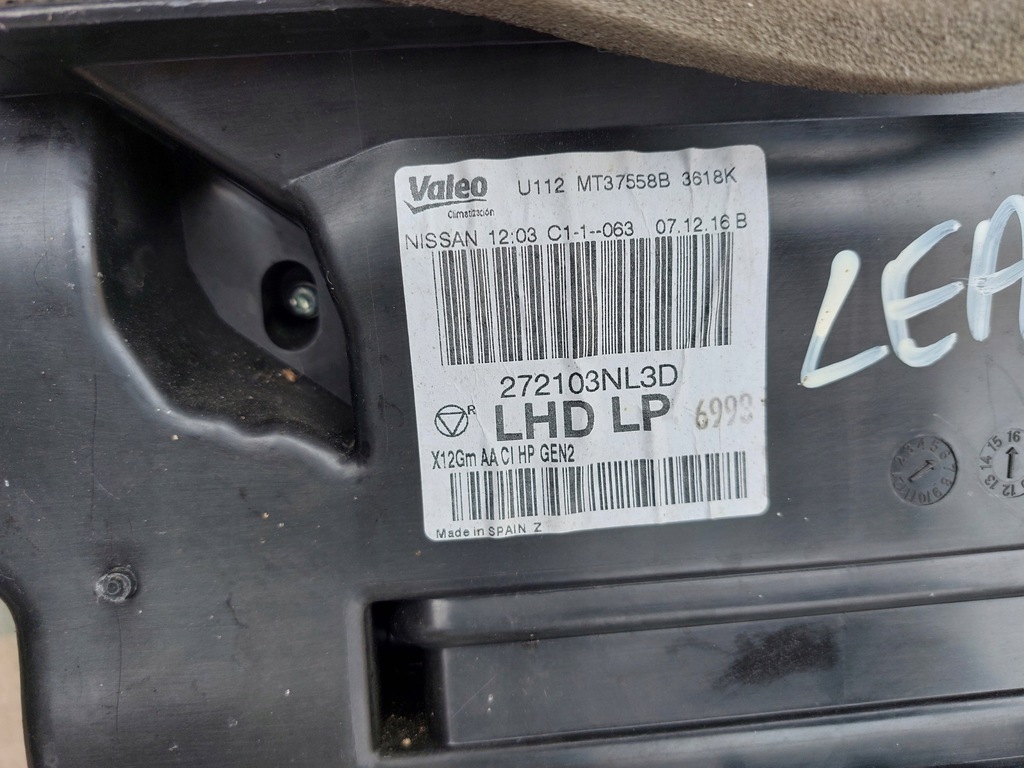 Valeo U112 MT37558B 3618K
Climatización
NISSAN 12:03 C1-1--063 07.12.16 B
272103NL3D
R LHD LP 6998
X12Gm AA CI HP GEN2
Made in SPAIN Z
LEA